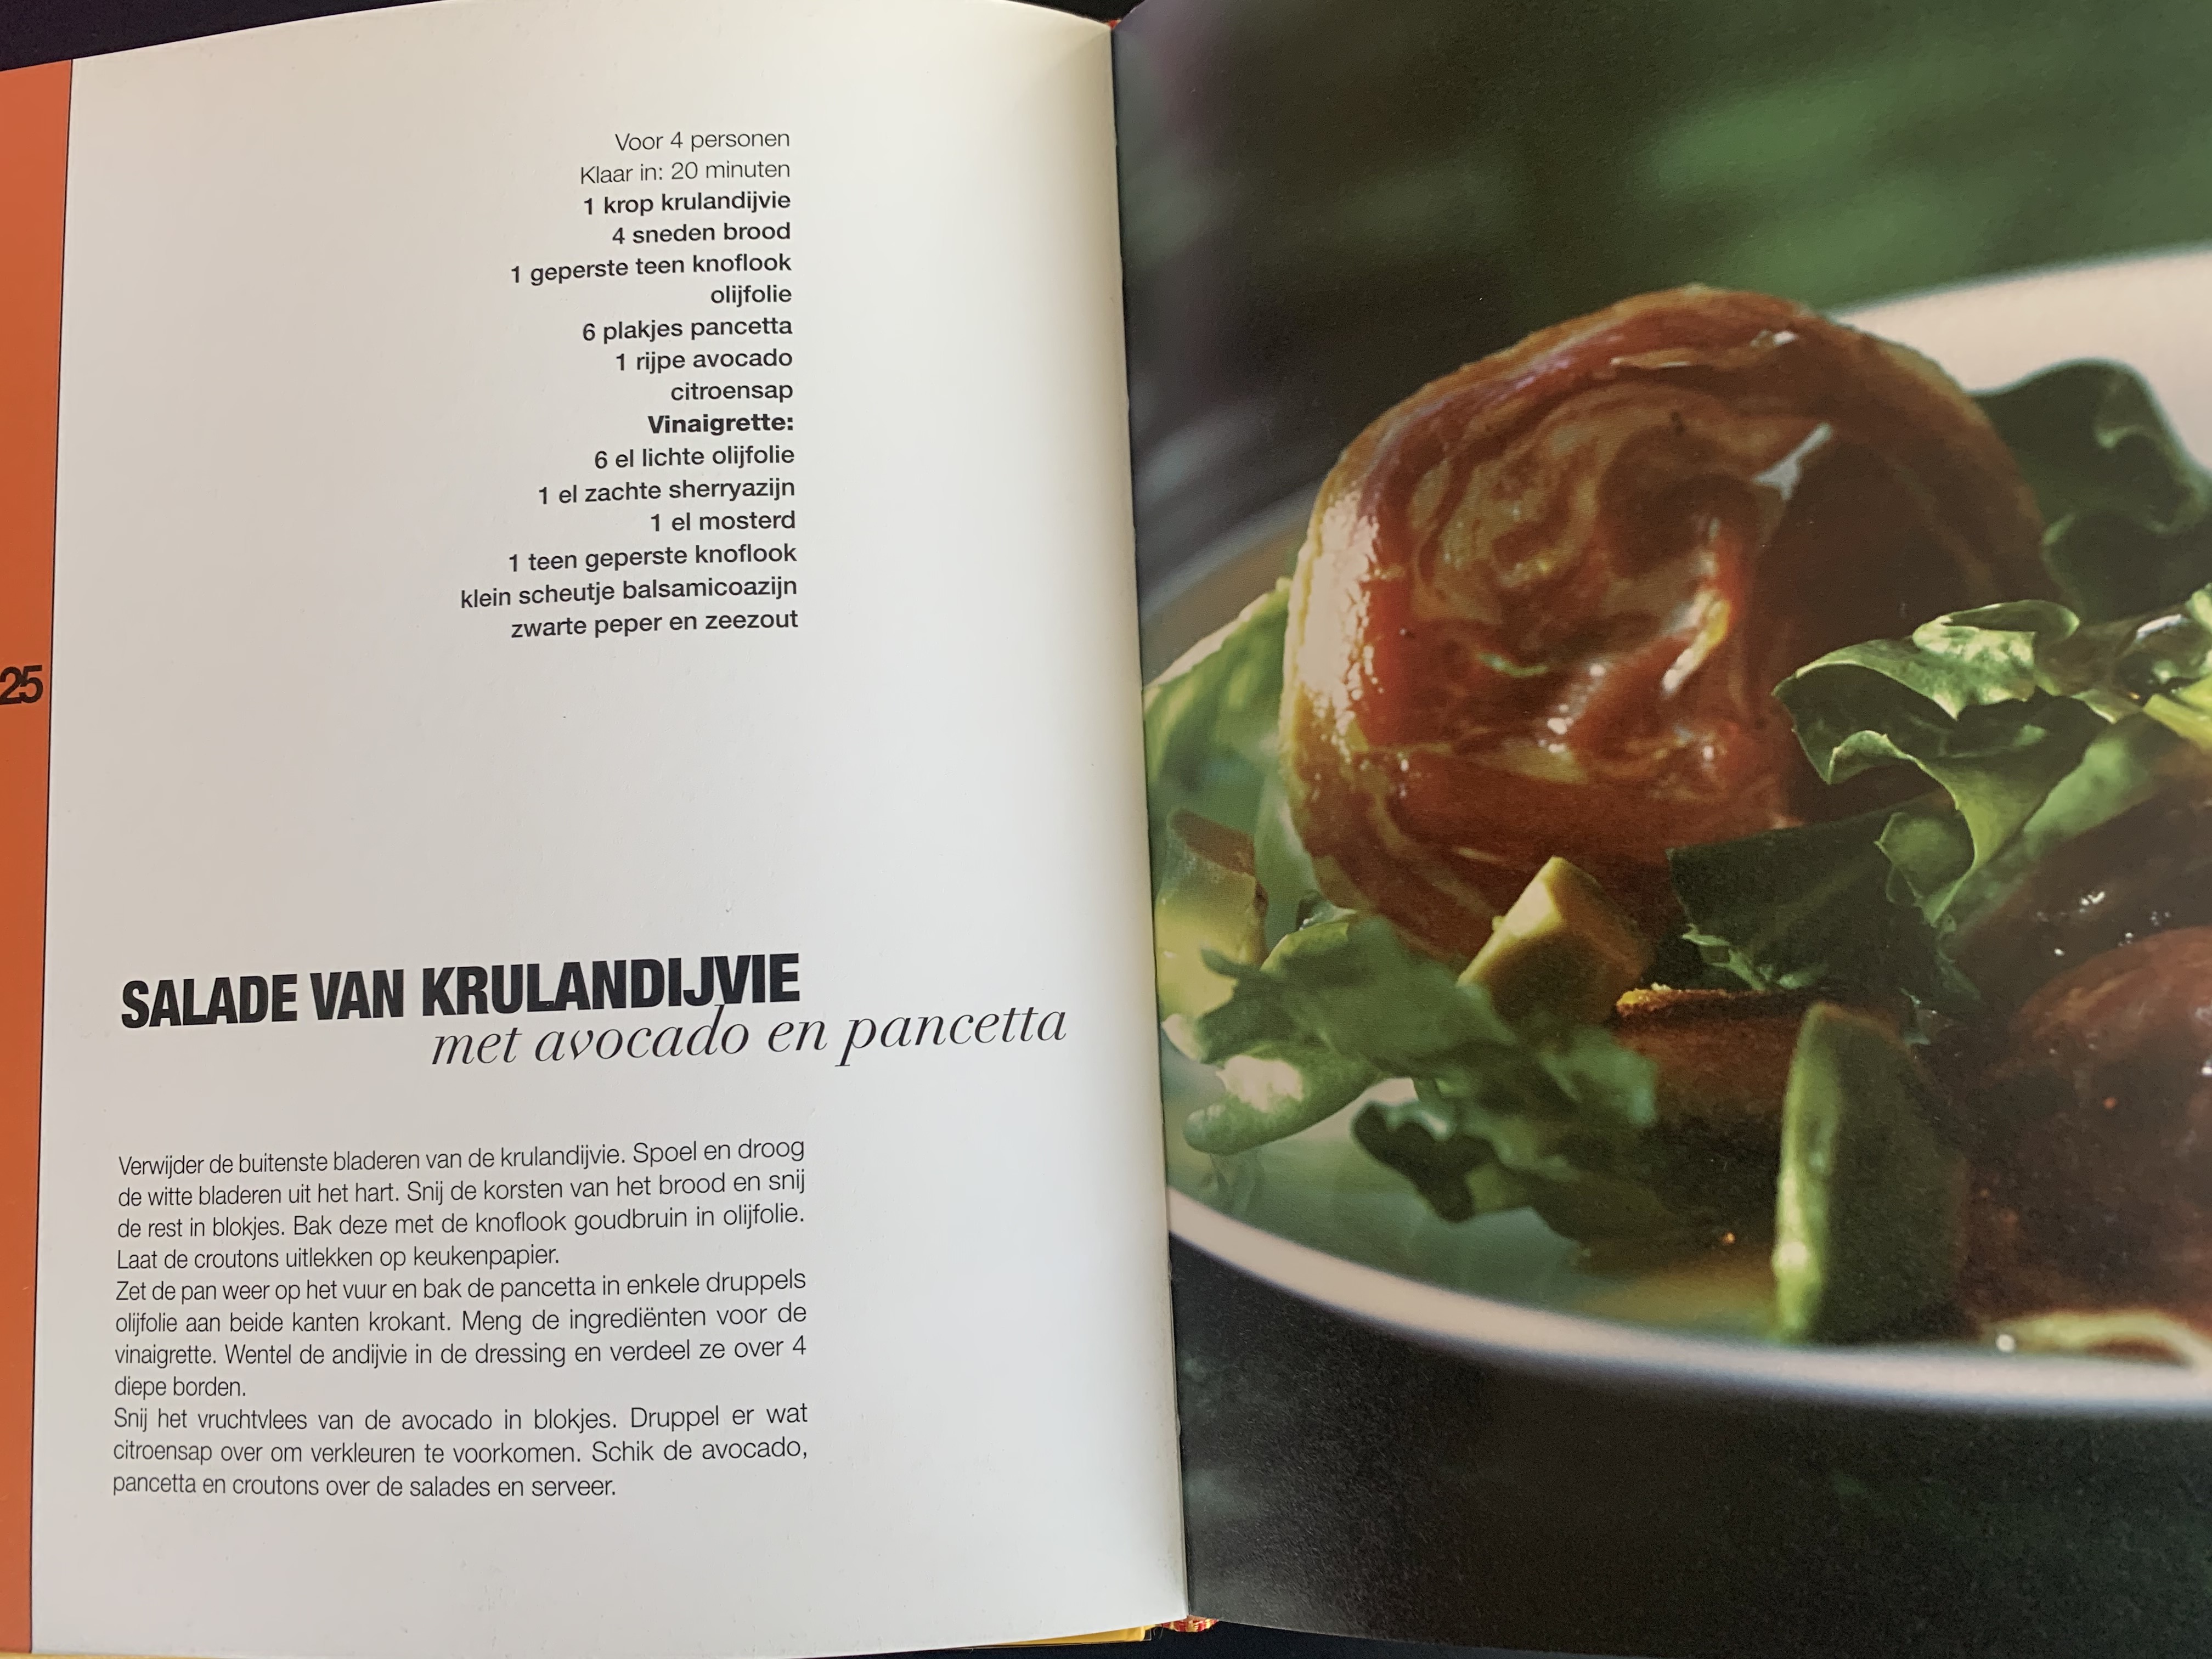 Voor 4 personen
Klaar in: 20 minuten
1 krop krulandijvie
4 sneden brood
1 geperste teen knoflook
olijfolie
6 plakjes pancetta
1 rijpe avocado
citroensap
Vinaigrette:
6 el lichte olijfolie
1 el zachte sherryazijn
1 el mosterd
1 teen geperste knoflook
klein scheutje balsamicoazijn
zwarte peper en zeezout
25
SALADE VAN KRULANDIJVIE
met avocado en pancetta
Verwijder de buitenste bladeren van de krulandijvie. Spoel en droog
de witte bladeren uit het hart. Snij de korsten van het brood en snij
de rest in blokjes. Bak deze met de knoflook goudbruin in olijfolie.
Laat de croutons uitlekken op keukenpapier.
Zet de pan weer op het vuur en bak de pancetta in enkele druppels
olijfolie aan beide kanten krokant. Meng de ingrediënten voor de
vinaigrette. Wentel de andijvie in de dressing en verdeel ze over 4
diepe borden.
Snij het vruchtvlees van de avocado in blokjes. Druppel er wat
citroensap over om verkleuren te voorkomen. Schik de avocado,
pancetta en croutons over de salades en serveer.